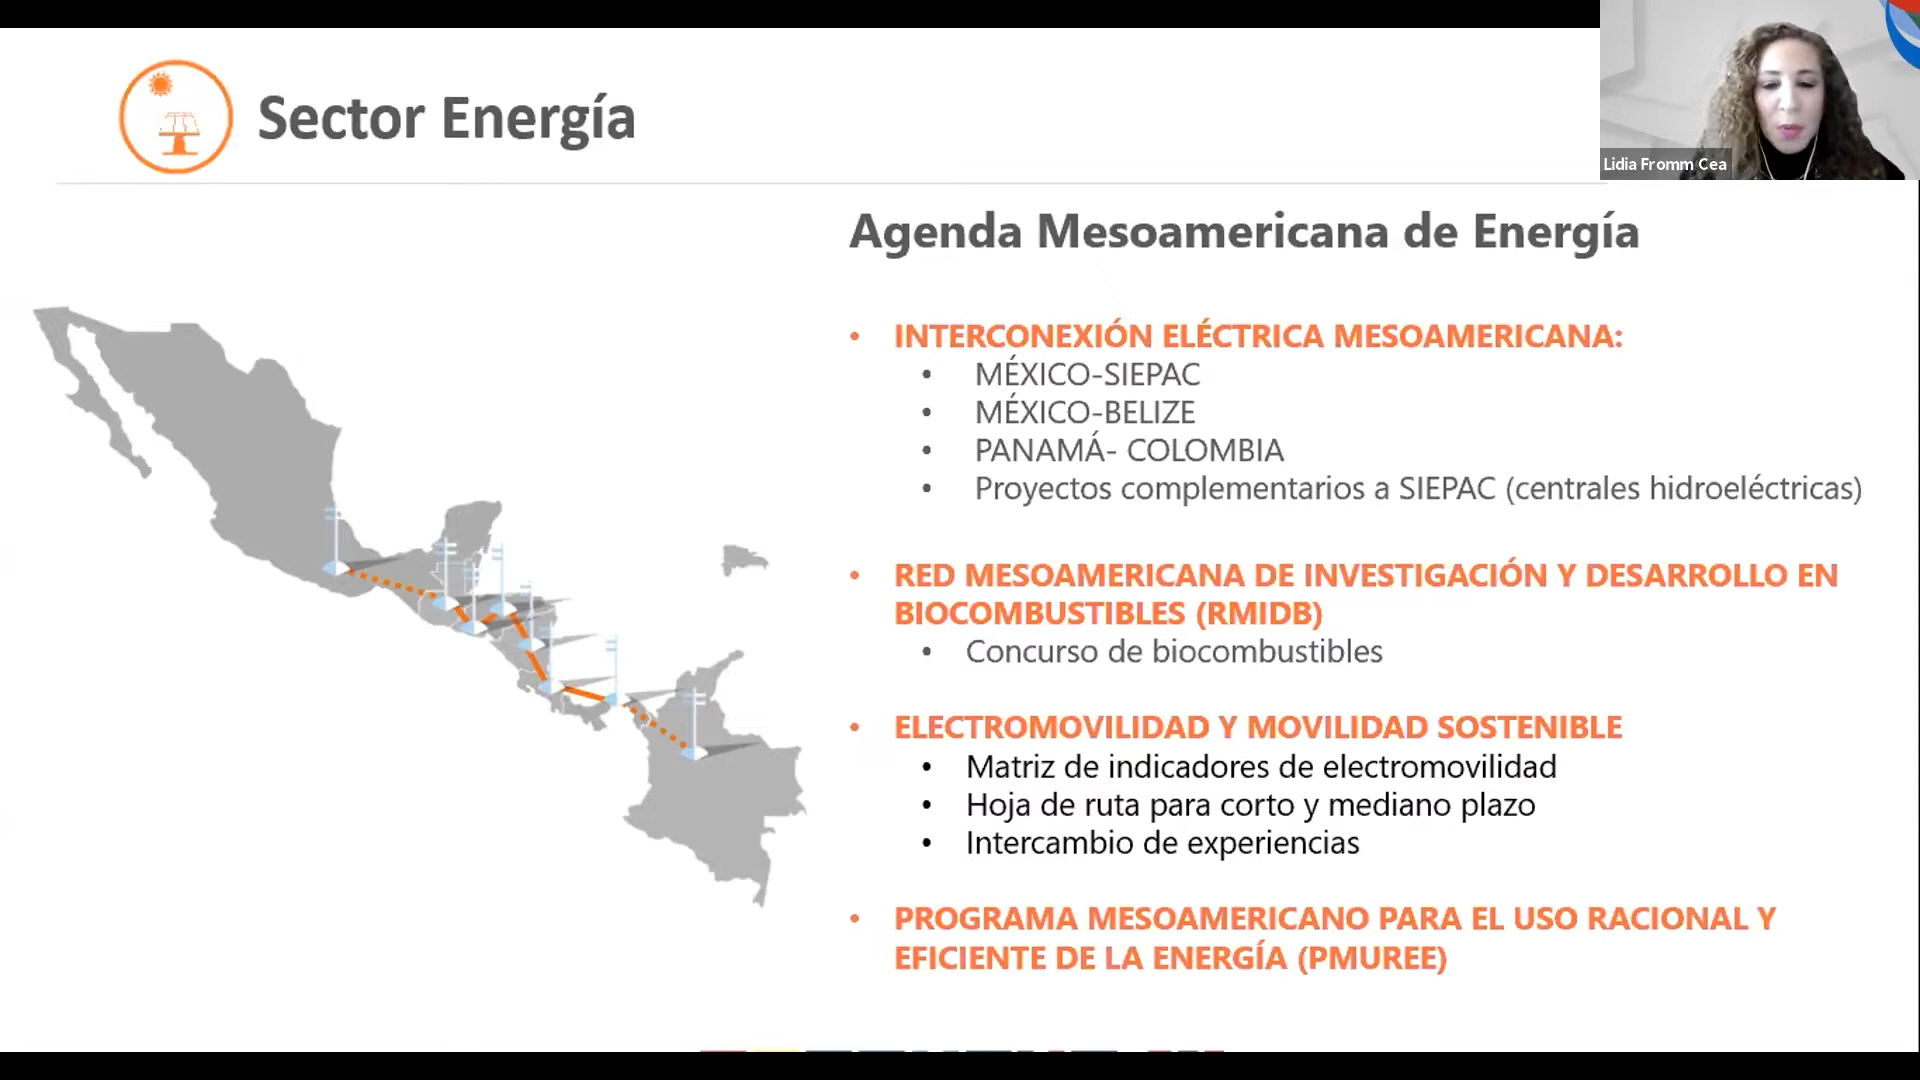 Sector Energía
Lidia Fromm Cea
Agenda Mesoamericana de Energía
• INTERCONEXIÓN ELÉCTRICA MESOAMERICANA:
• MÉXICO-SIEPAC
• MÉXICO-BELIZE
• PANAMÁ- COLOMBIA
• Proyectos complementarios a SIEPAC (centrales hidroeléctricas)
• RED MESOAMERICANA DE INVESTIGACIÓN Y DESARROLLO EN
BIOCOMBUSTIBLES (RMIDB)
• Concurso de biocombustibles
• ELECTROMOVILIDAD Y MOVILIDAD SOSTENIBLE
• Matriz de indicadores de electromovilidad
• Hoja de ruta para corto y mediano plazo
• Intercambio de experiencias
• PROGRAMA MESOAMERICANO PARA EL USO RACIONAL Y
EFICIENTE DE LA ENERGÍA (PMUREE)